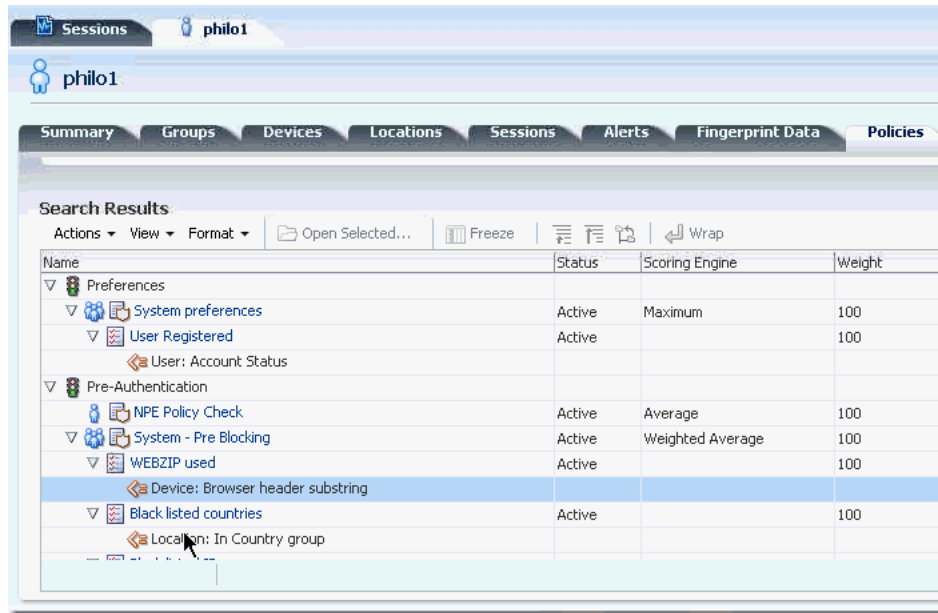 Sessions philo1
philo1
Summary Groups Devices Locations Sessions Alerts Fingerprint Data Policies
Search Results
Actions View Format Open Selected... Freeze Wrap
Name Status Scoring Engine Weight
Preferences
System preferences Active Maximum 100
User Registered Active 100
User: Account Status
Pre-Authentication
NPE Policy Check Active Average 100
System - Pre Blocking Active Weighted Average 100
WEBZIP used Active 100
Device: Browser header substring
Black listed countries Active 100
Location: In Country group